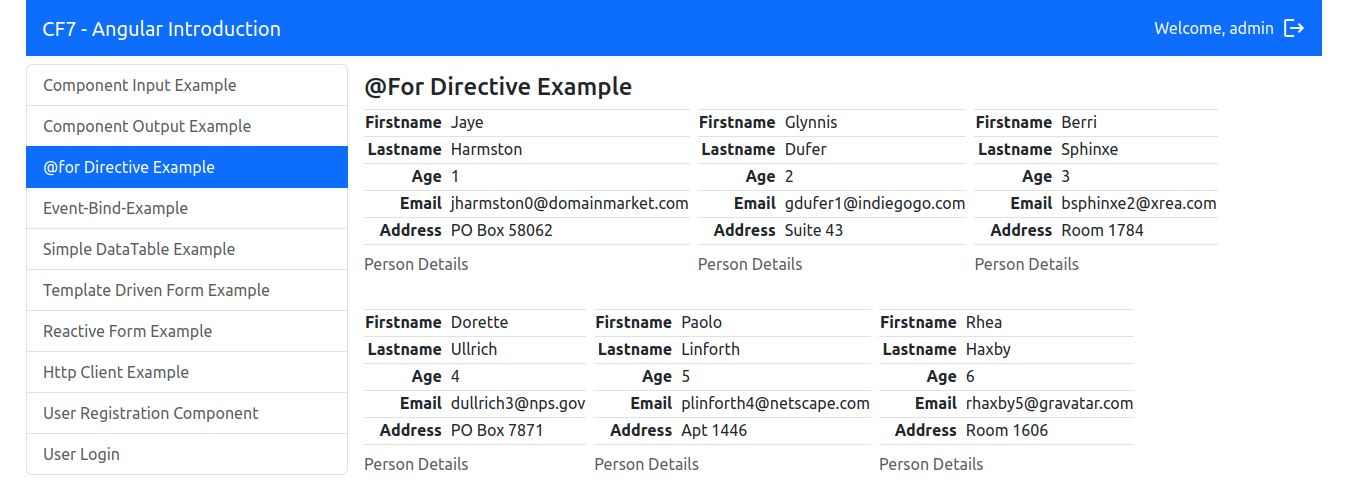 CF7 - Angular Introduction
Welcome, admin
Component Input Example
Component Output Example
@for Directive Example
Event-Bind-Example
Simple DataTable Example
Template Driven Form Example
Reactive Form Example
Http Client Example
User Registration Component
User Login
@For Directive Example
Firstname Jaye
Lastname Harmston
Age 1
Email jharmston0@domainmarket.com
Address PO Box 58062
Person Details
Firstname Glynnis
Lastname Dufer
Age 2
Email gdufer1@indiegogo.com
Address Suite 43
Person Details
Firstname Berri
Lastname Sphinxe
Age 3
Email bsphinxe2@xrea.com
Address Room 1784
Person Details
Firstname Dorette
Lastname Ullrich
Age 4
Email dullrich3@nps.gov
Address PO Box 7871
Person Details
Firstname Paolo
Lastname Linforth
Age 5
Email plinforth4@netscape.com
Address Apt 1446
Person Details
Firstname Rhea
Lastname Haxby
Age 6
Email rhaxby5@gravatar.com
Address Room 1606
Person Details